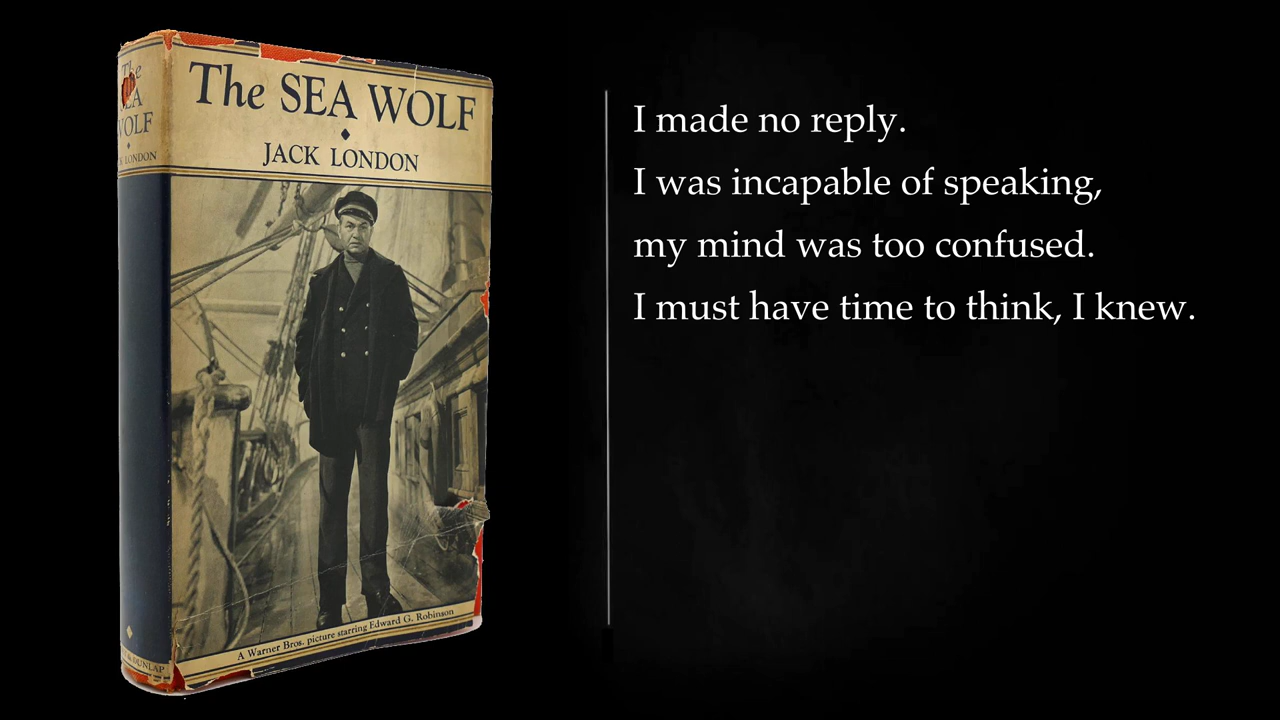 The
SEA
WOLF
LONDON
DUNLAP
The SEA WOLF
JACK LONDON
A Warner Bros. picture starring Edward G. Robinson
I made no reply.
I was incapable of speaking,
my mind was too confused.
I must have time to think, I knew.